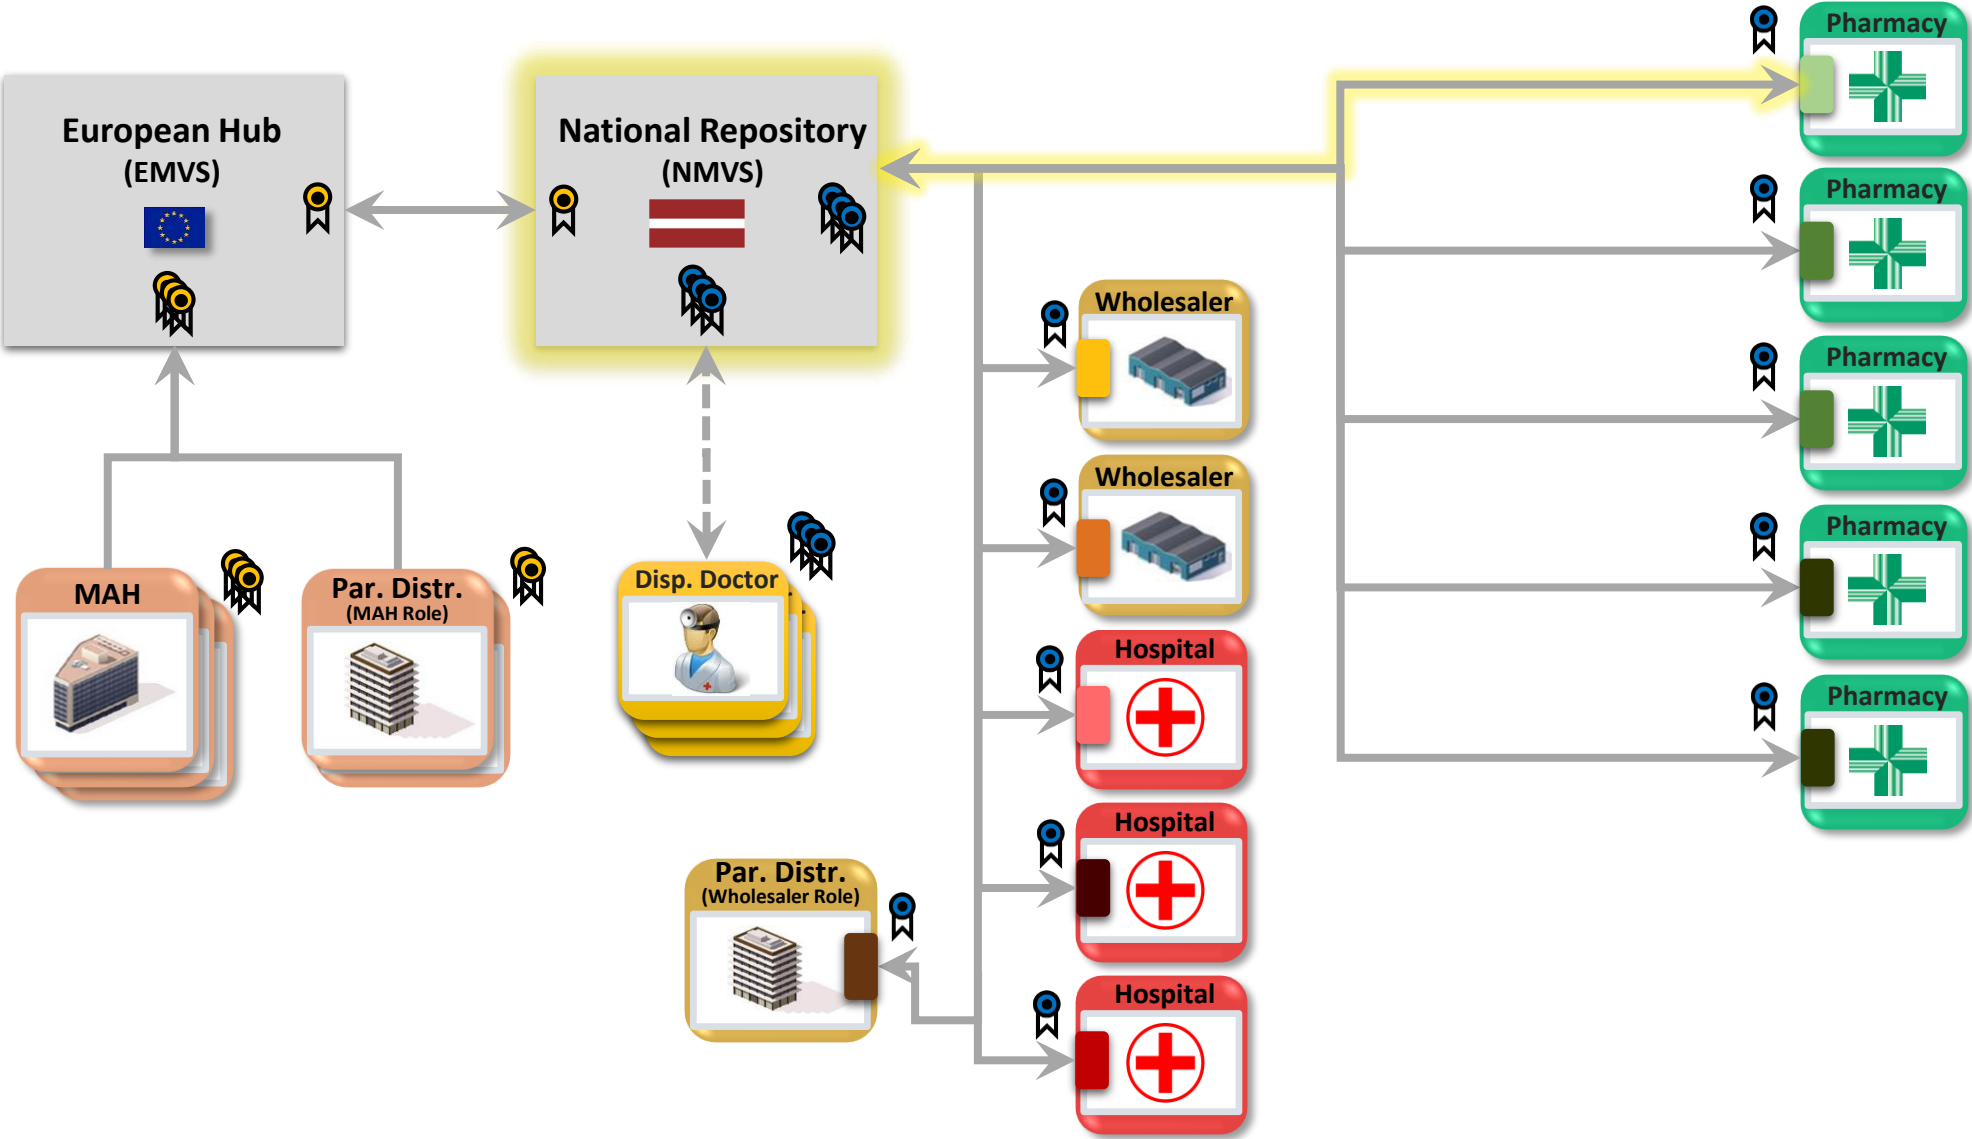 European Hub
(EMVS)
National Repository
(NMVS)
MAH
Par. Distr.
(MAH Role)
Disp. Doctor
Par. Distr.
(Wholesaler Role)
Wholesaler
Wholesaler
Hospital
Hospital
Hospital
Pharmacy
Pharmacy
Pharmacy
Pharmacy
Pharmacy